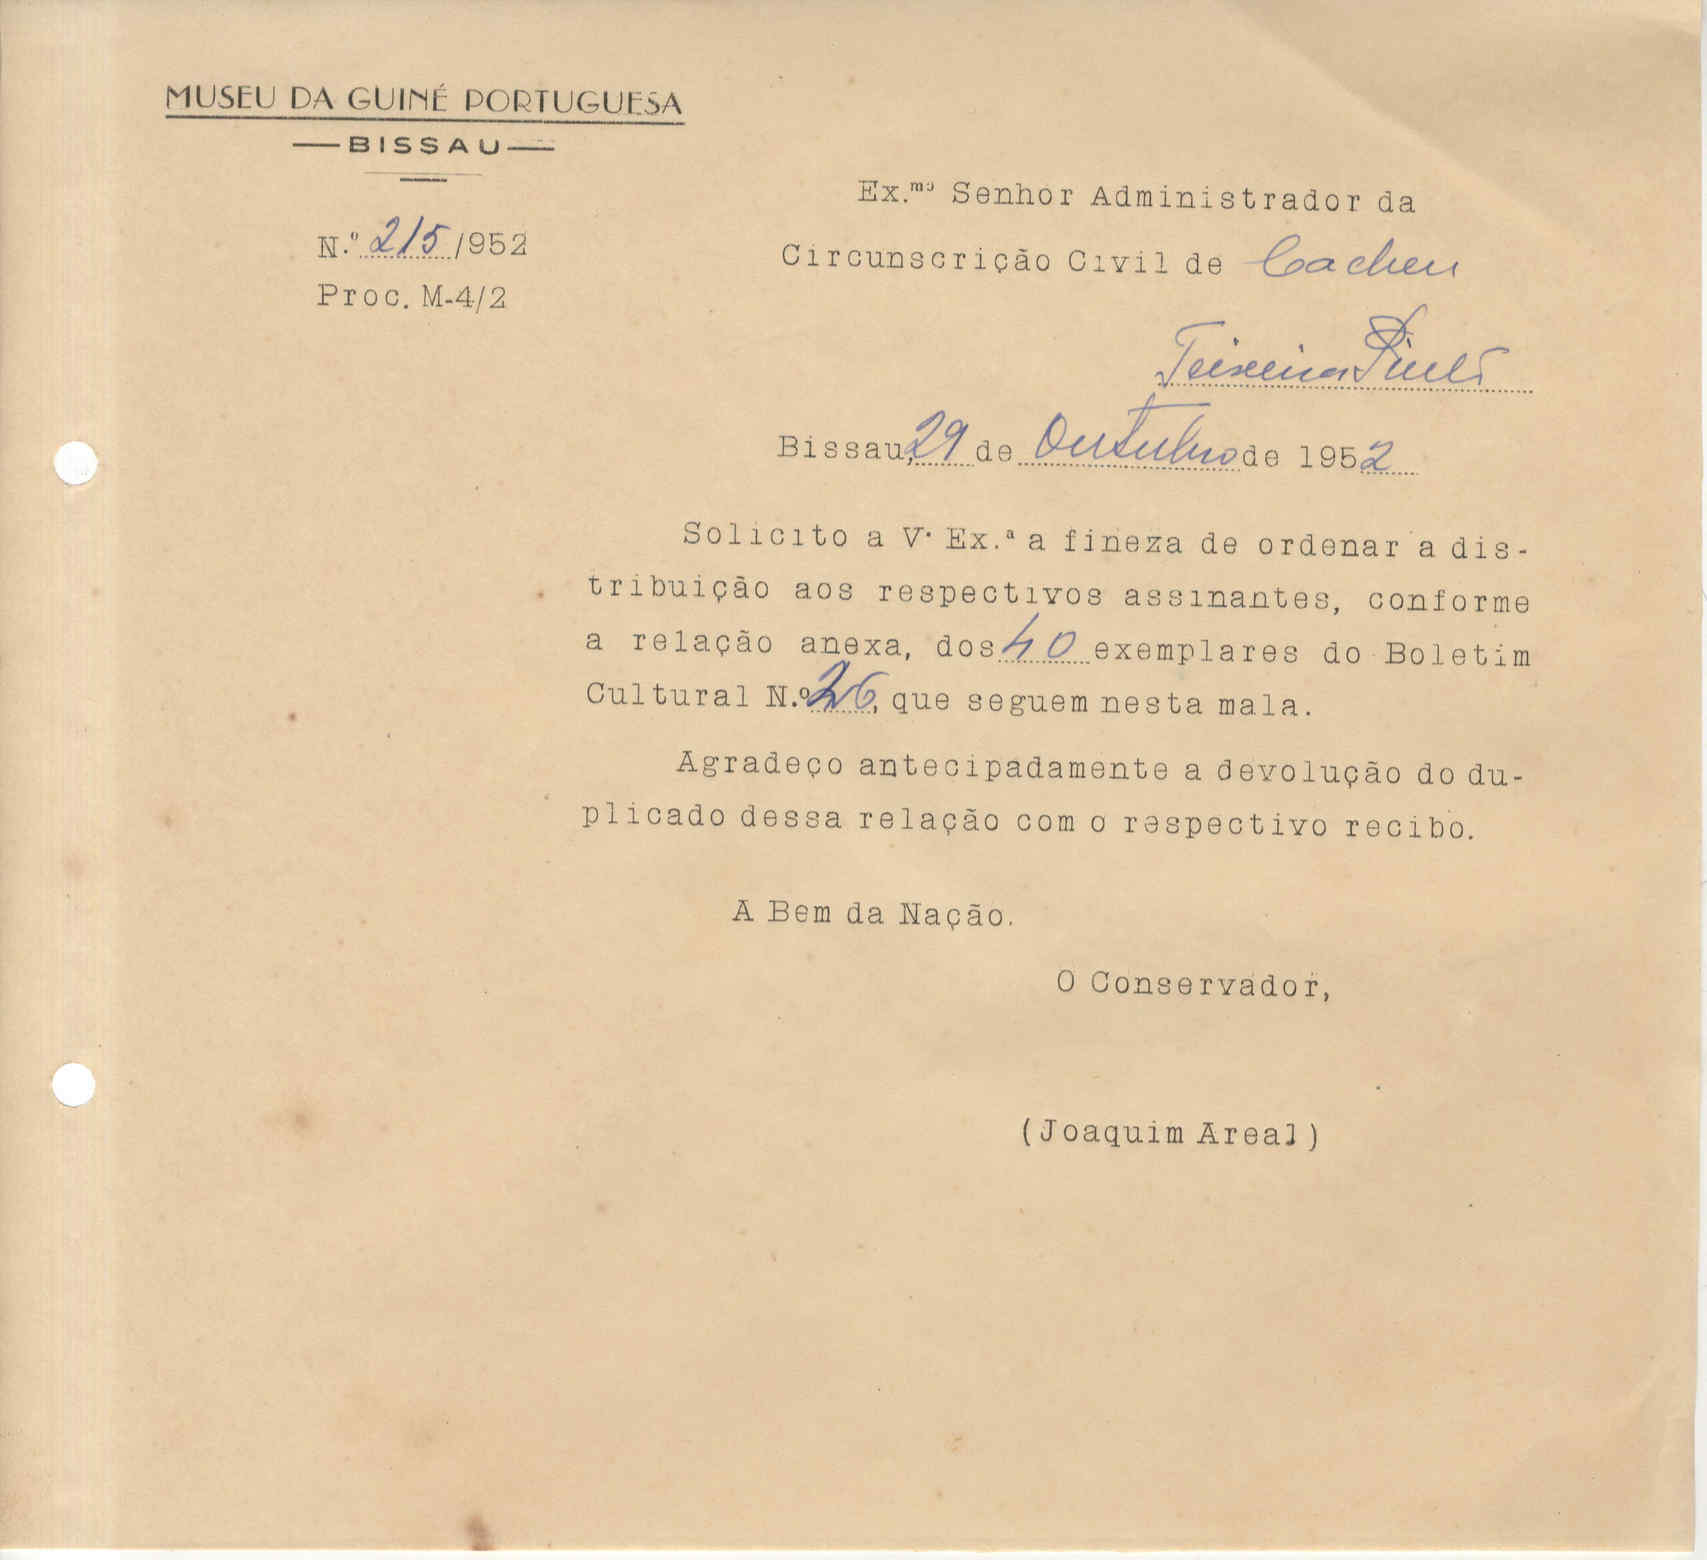 MUSEU DA GUINÉ PORTUGUESA
BISSAU
N.º 215/952
Proc. M-4/2
Ex.mo Senhor Administrador da
Circunscrição Civil de Cacheu
Teixeira Pinto
Bissau, 29 de Outubro de 1952
Solicito a V. Ex.ª a fineza de ordenar a dis-
tribuição aos respectivos assinantes, conforme
a relação anexa, dos 40 exemplares do Boletim
Cultural N.º 26, que seguem nesta mala.
Agradeço antecipadamente a devolução do du-
plicado dessa relação com o respectivo recibo.
A Bem da Nação.
O Conservador,
(Joaquim Areal)